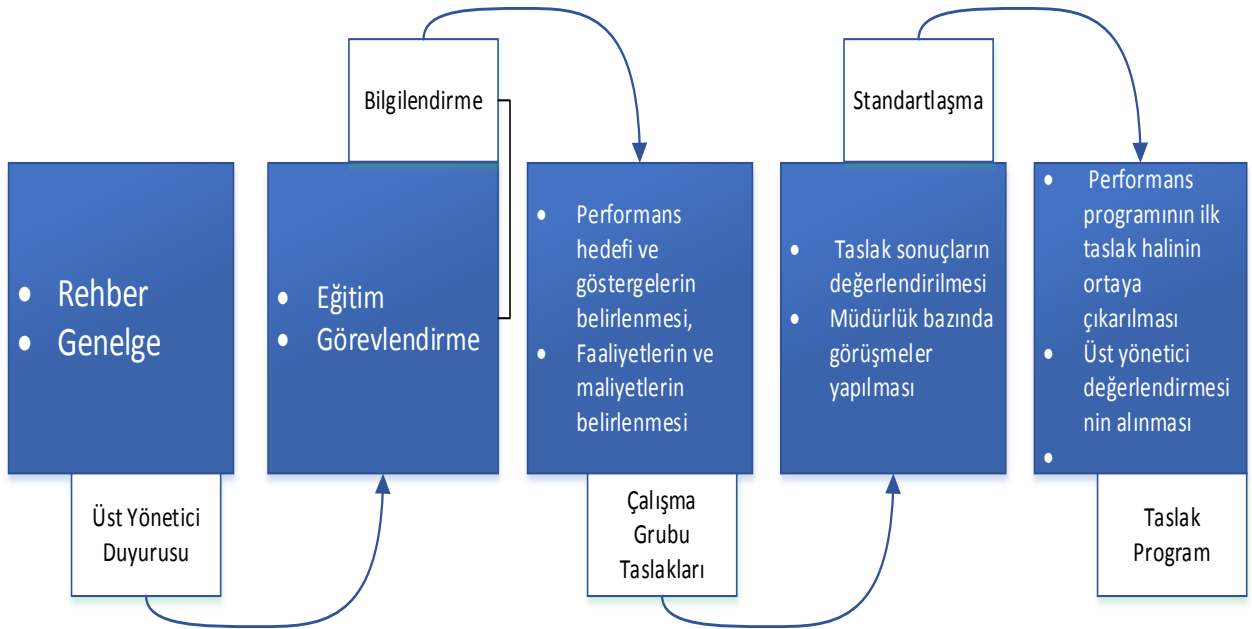 • Rehber
• Genelge
Üst Yönetici
Duyurusu
Bilgilendirme
• Eğitim
• Görevlendirme
• Performans
hedefi ve
göstergelerin
belirlenmesi,
• Faaliyetlerin ve
maliyetlerin
belirlenmesi
Çalışma
Grubu
Taslakları
Standartlaşma
• Taslak sonuçların
değerlendirilmesi
• Müdürlük bazında
görüşmeler
yapılması
• Performans
programının ilk
taslak halinin
ortaya
çıkarılması
• Üst yönetici
değerlendirmesi
nin alınması
•
Taslak
Program